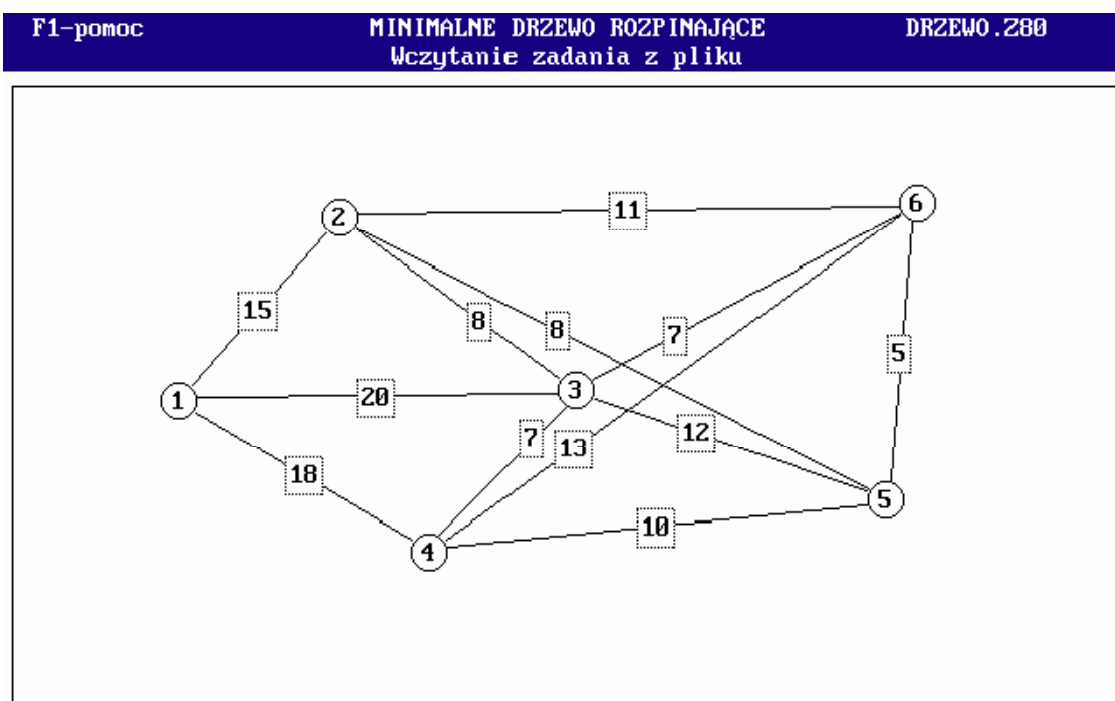 F1-pomoc MINIMALNE DRZEWO ROZPINAJĄCE DRZEWO.Z80
Wczytanie zadania z pliku
2 11 6
15 8 8 7 5
1 20 3
7 13 12
18 5
4 10